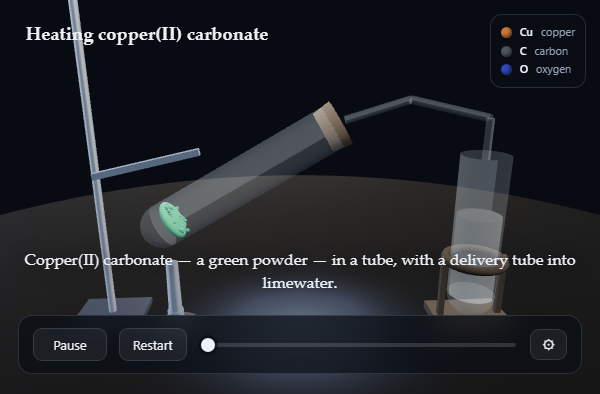 Heating copper(II) carbonate
Cu copper
C carbon
O oxygen
Copper(II) carbonate — a green powder — in a tube, with a delivery tube into
limewater.
Pause Restart